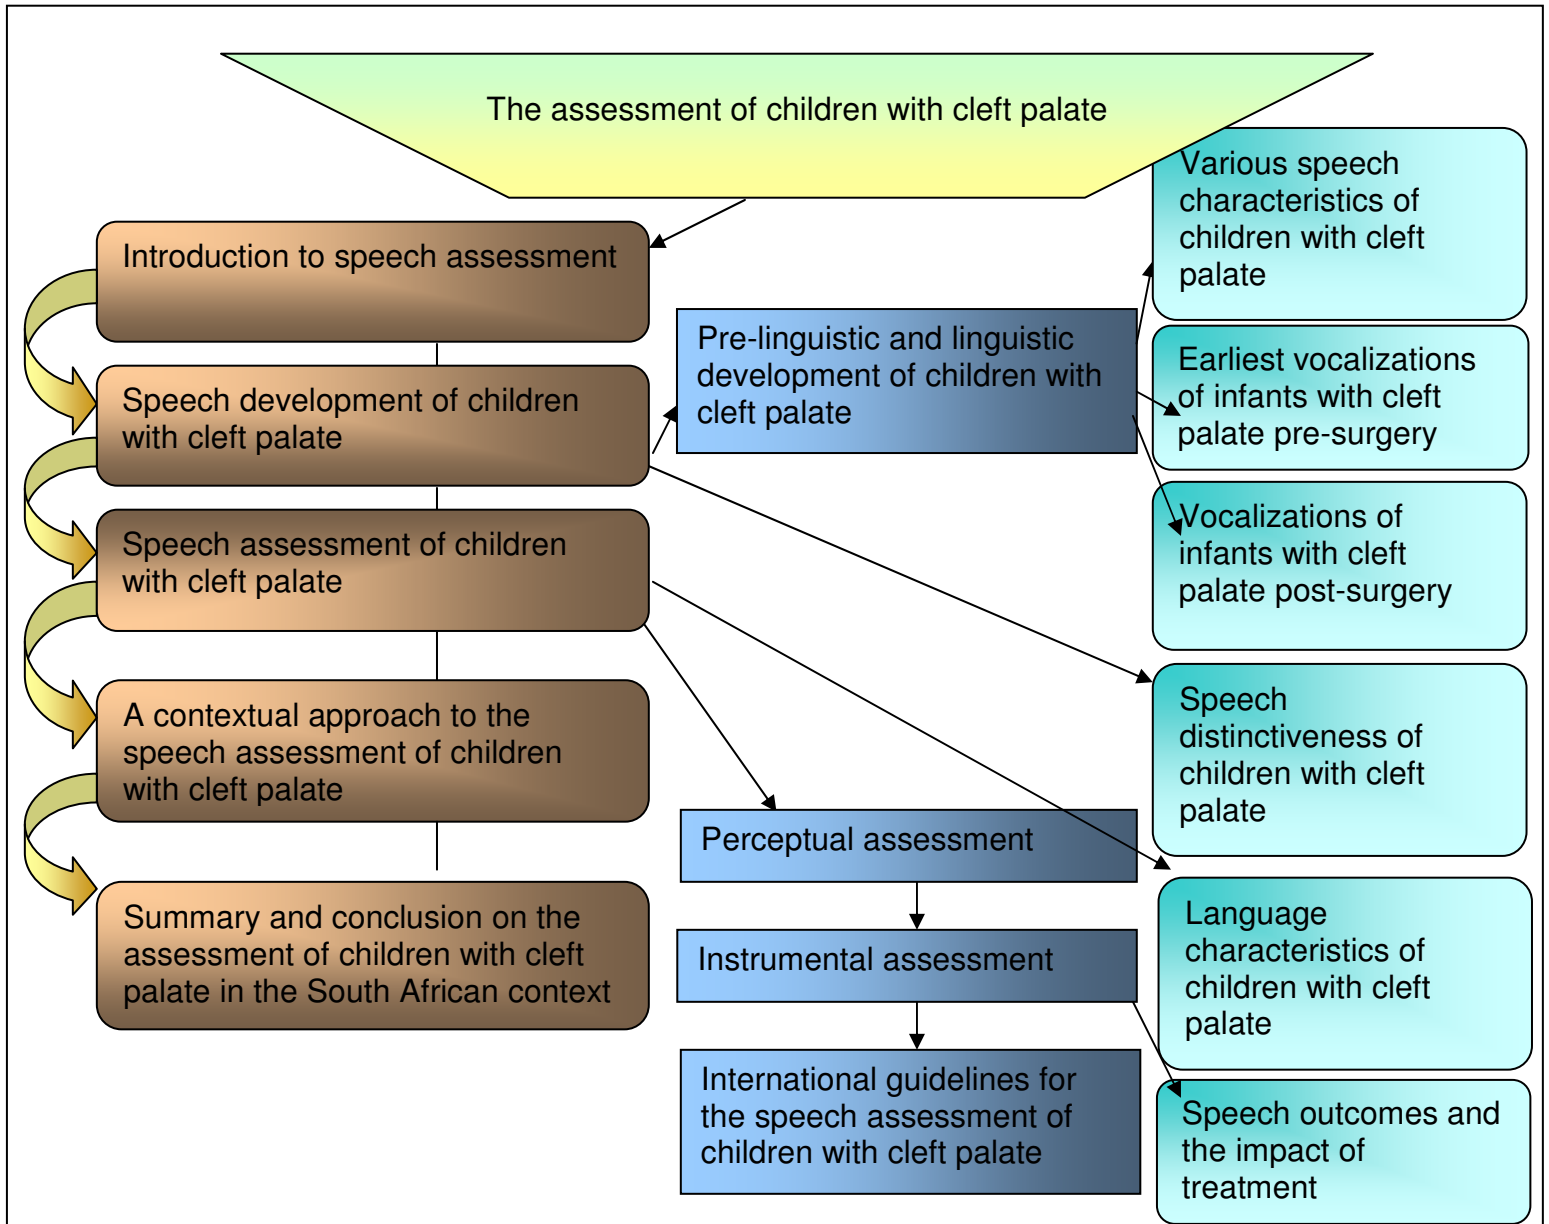 The assessment of children with cleft palate
Introduction to speech assessment
Speech development of children
with cleft palate
Speech assessment of children
with cleft palate
A contextual approach to the
speech assessment of children
with cleft palate
Summary and conclusion on the
assessment of children with cleft
palate in the South African context
Pre-linguistic and linguistic
development of children with
cleft palate
Perceptual assessment
Instrumental assessment
International guidelines for
the speech assessment of
children with cleft palate
Various speech
characteristics of
children with cleft
palate
Earliest vocalizations
of infants with cleft
palate pre-surgery
Vocalizations of
infants with cleft
palate post-surgery
Speech
distinctiveness of
children with cleft
palate
Language
characteristics of
children with cleft
palate
Speech outcomes and
the impact of
treatment